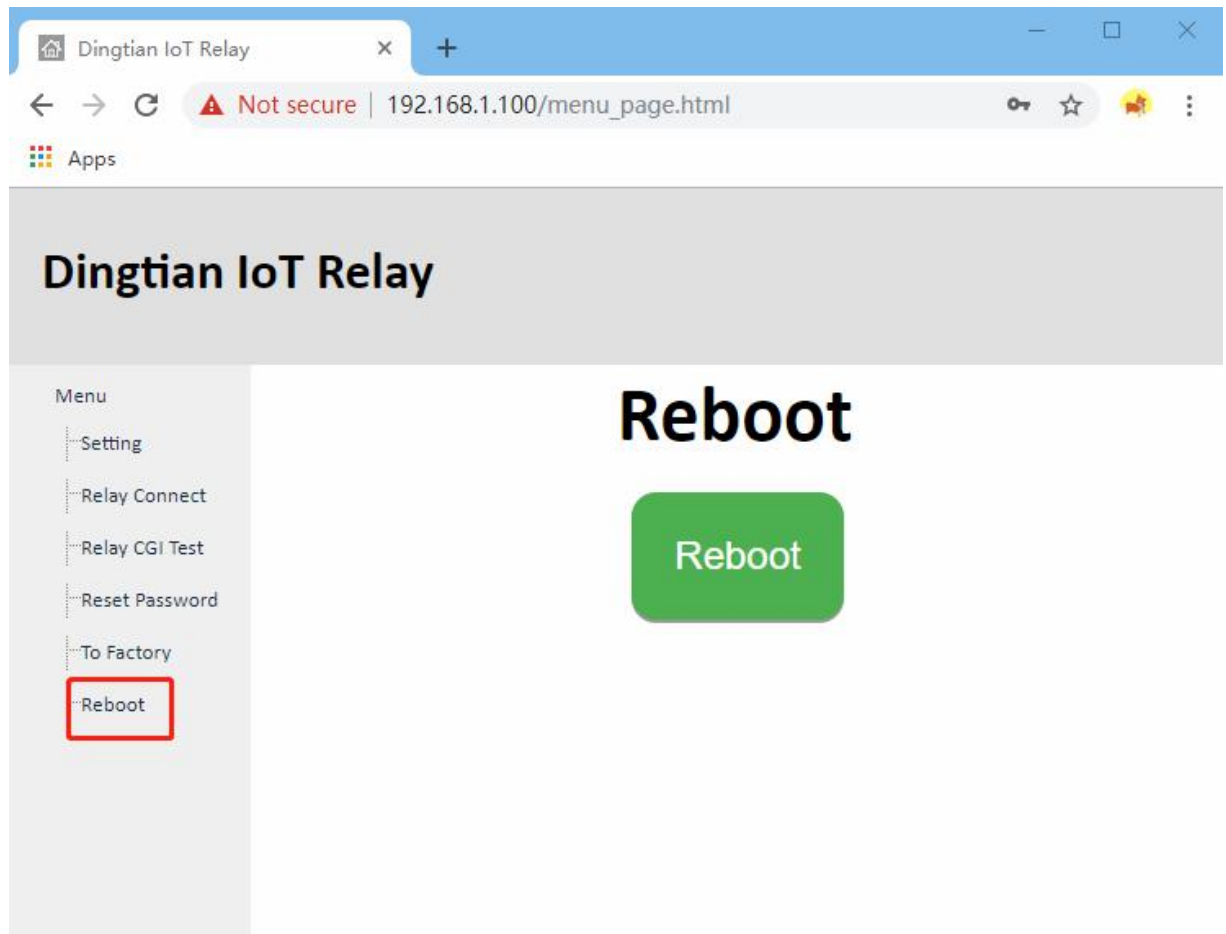 Dingtian IoT Relay
Not secure | 192.168.1.100/menu_page.html
Apps
Dingtian IoT Relay
Menu
Setting
Relay Connect
Relay CGI Test
Reset Password
To Factory
Reboot
Reboot
Reboot